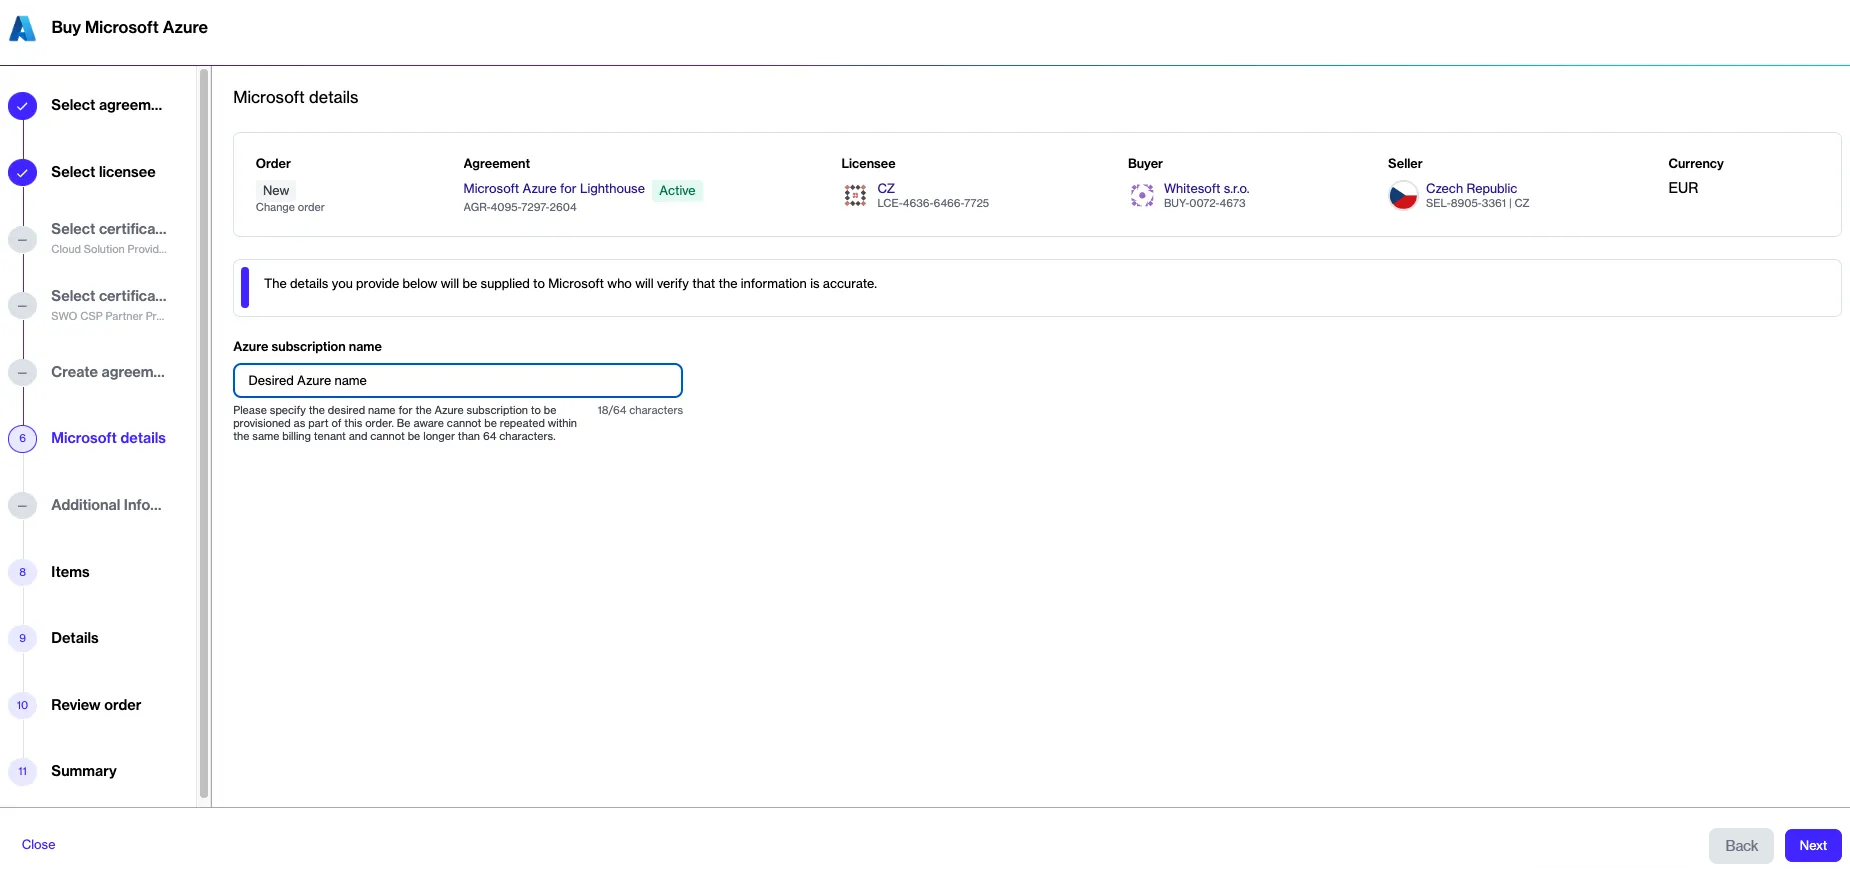 Buy Microsoft Azure
Select agreem...
Select licensee
Select certifica...
Cloud Solution Provid...
Select certifica...
SWO CSP Partner Pr...
Create agreem...
6
Microsoft details
Additional Info...
8
Items
9
Details
10
Review order
11
Summary
Microsoft details
Order
New
Change order
Agreement
Microsoft Azure for Lighthouse
Active
AGR-4095-7297-2604
Licensee
CZ
LCE-4636-6466-7725
Buyer
Whitesoft s.r.o.
BUY-0072-4673
Seller
Czech Republic
SEL-8905-3361 | CZ
Currency
EUR
The details you provide below will be supplied to Microsoft who will verify that the information is accurate.
Azure subscription name
Desired Azure name
Please specify the desired name for the Azure subscription to be
provisioned as part of this order. Be aware cannot be repeated within
the same billing tenant and cannot be longer than 64 characters.
18/64 characters
Close
Back
Next